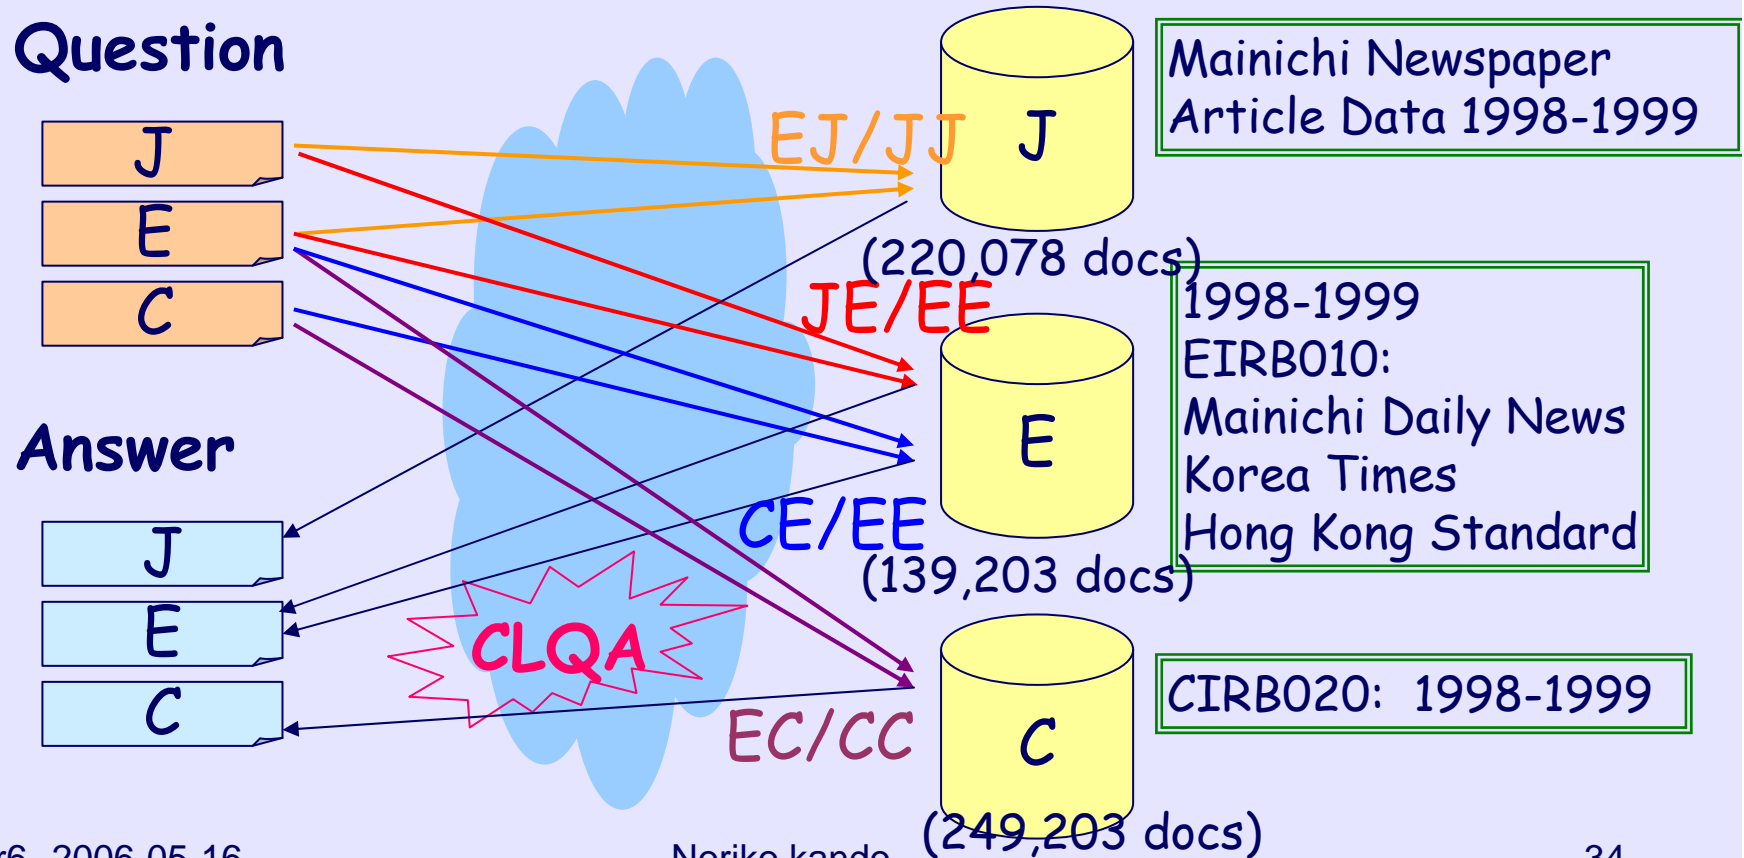 Question
J
E
C
Answer
J
E
C
CLQA
EJ/JJ
JE/EE
CE/EE
EC/CC
J
(220,078 docs)
E
(139,203 docs)
C
(249,203 docs)
Mainichi Newspaper
Article Data 1998-1999
1998-1999
EIRB010:
Mainichi Daily News
Korea Times
Hong Kong Standard
CIRB020: 1998-1999
2006-05-16
Noriko kando
34